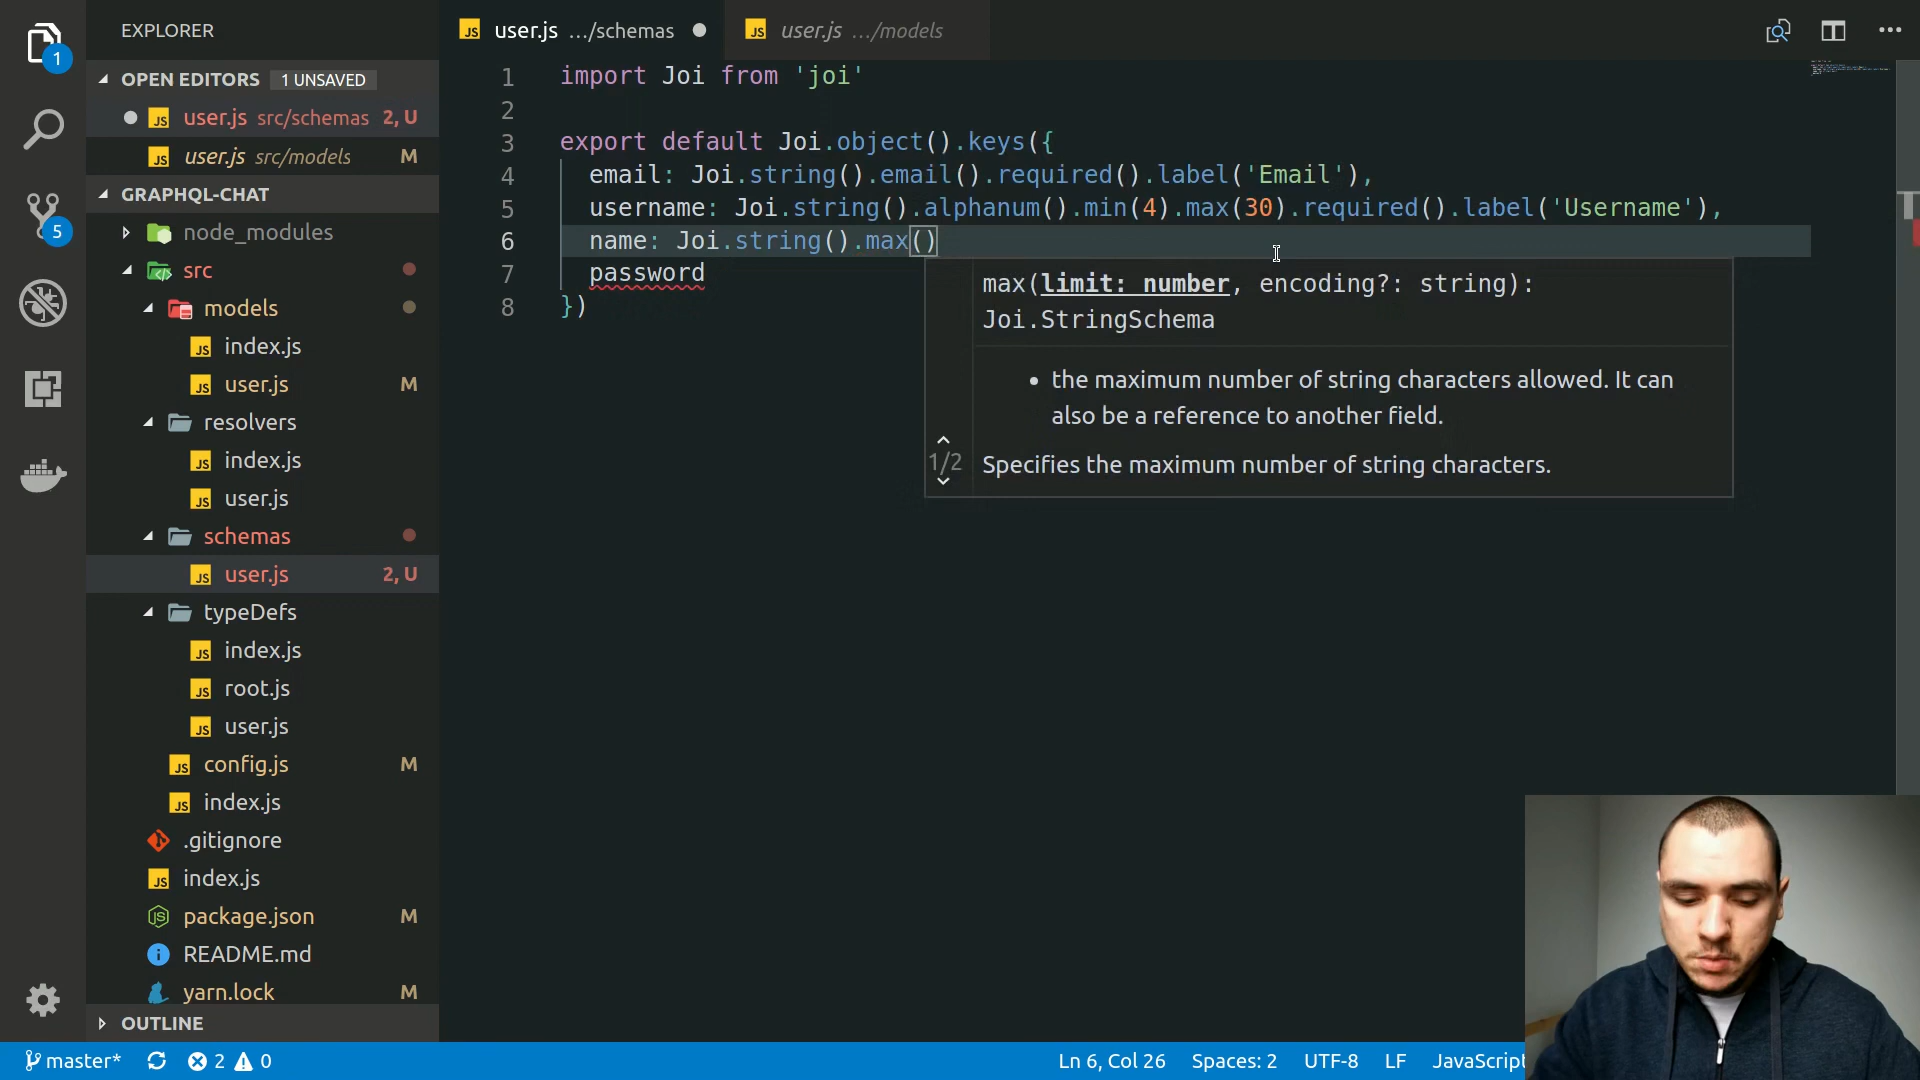 EXPLORER
OPEN EDITORS 1 UNSAVED
user.js src/schemas 2, U
user.js src/models M
GRAPHQL-CHAT
node_modules
src
models
index.js
user.js M
resolvers
index.js
user.js
schemas
user.js 2, U
typeDefs
index.js
root.js
user.js
config.js M
index.js
.gitignore
index.js
package.json M
README.md
yarn.lock M
OUTLINE
1
5
user.js …/schemas
user.js …/models
1 import Joi from 'joi'
2
3 export default Joi.object().keys({
4 email: Joi.string().email().required().label('Email'),
5 username: Joi.string().alphanum().min(4).max(30).required().label('Username'),
6 name: Joi.string().max()
7 password
8 })
max(limit: number, encoding?: string):
Joi.StringSchema
• the maximum number of string characters allowed. It can
also be a reference to another field.
1/2
Specifies the maximum number of string characters.
master* 2 0 Ln 6, Col 26 Spaces: 2 UTF-8 LF JavaScript